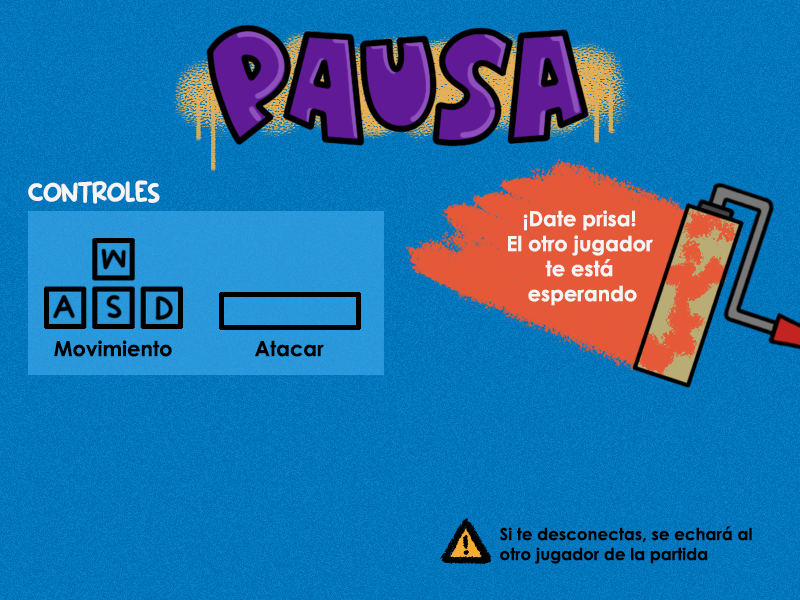 PAUSA
CONTROLES
W
A S D
Movimiento
Atacar
¡Date prisa!
El otro jugador
te está
esperando
Si te desconectas, se echará al
otro jugador de la partida